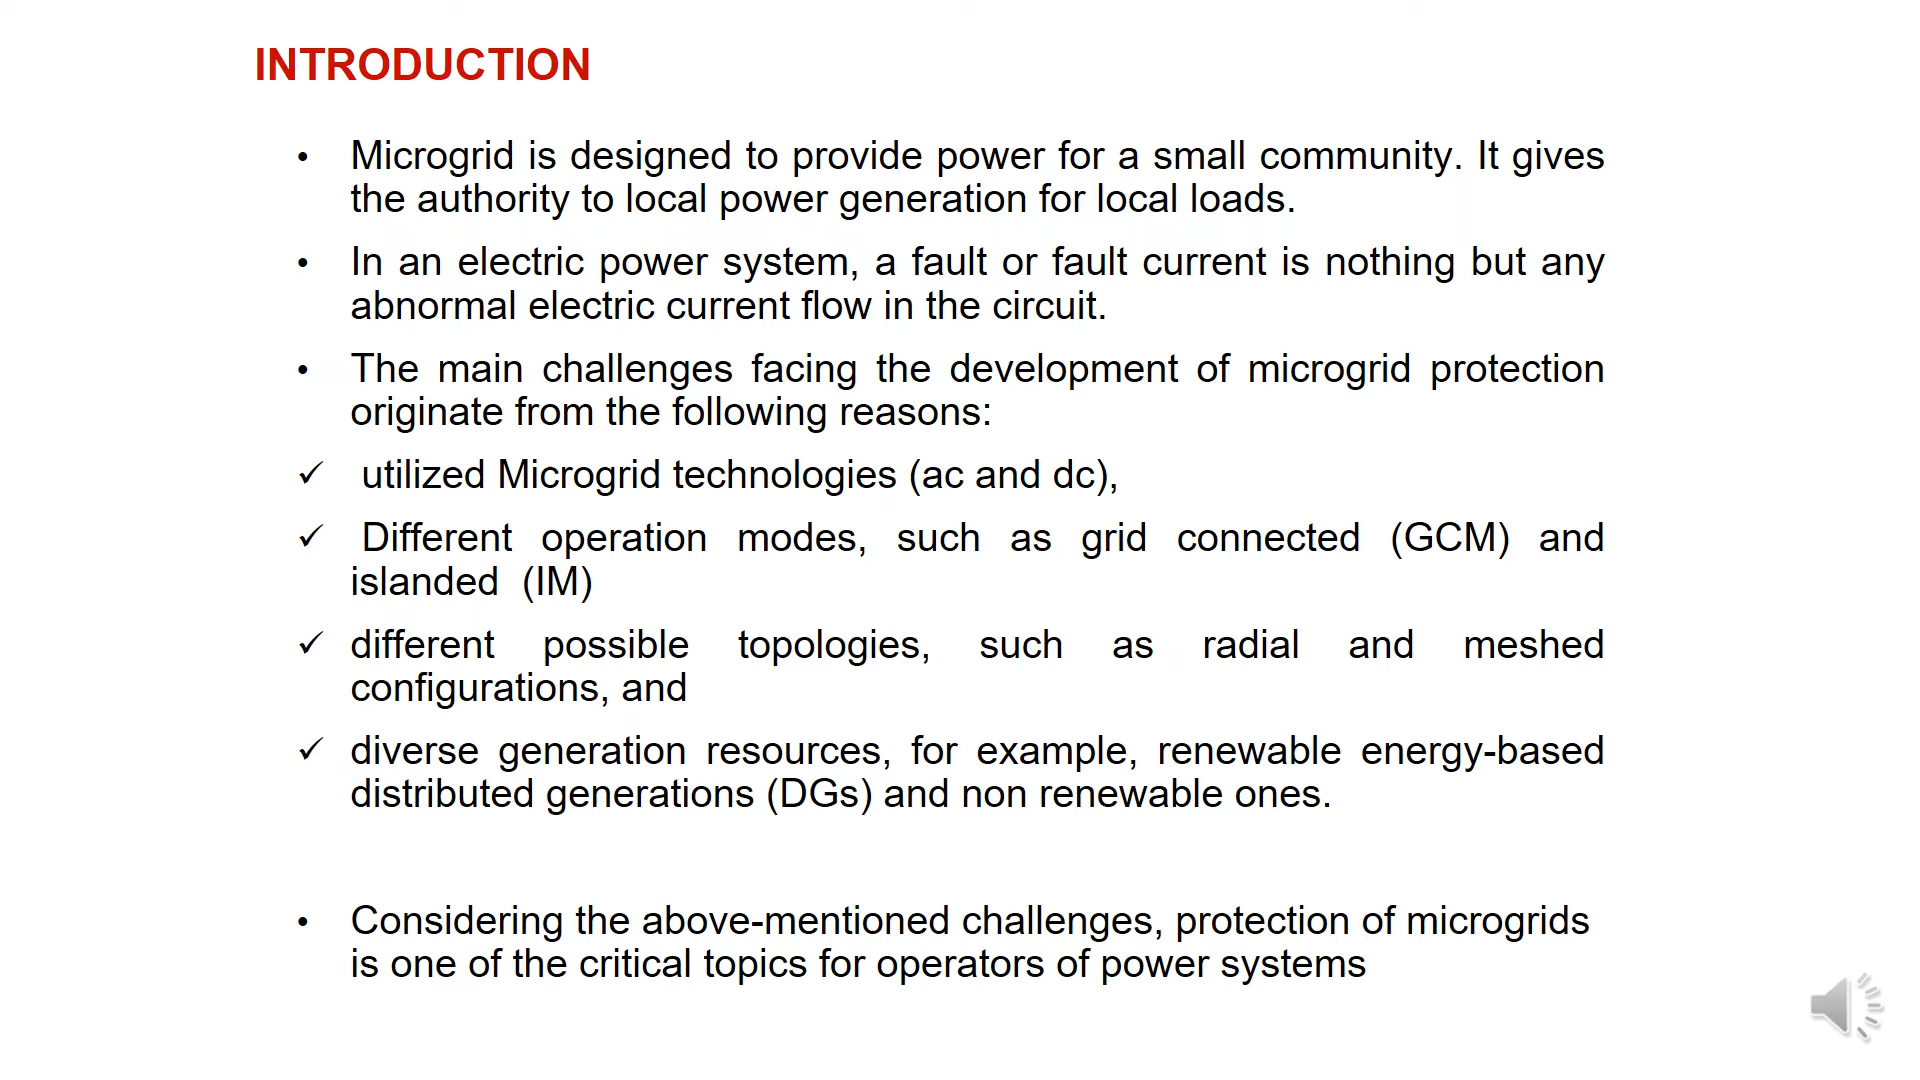 INTRODUCTION
• Microgrid is designed to provide power for a small community. It gives
the authority to local power generation for local loads.
• In an electric power system, a fault or fault current is nothing but any
abnormal electric current flow in the circuit.
• The main challenges facing the development of microgrid protection
originate from the following reasons:
✓ utilized Microgrid technologies (ac and dc),
✓ Different operation modes, such as grid connected (GCM) and
islanded (IM)
✓ different possible topologies, such as radial and meshed
configurations, and
✓ diverse generation resources, for example, renewable energy-based
distributed generations (DGs) and non renewable ones.
• Considering the above-mentioned challenges, protection of microgrids
is one of the critical topics for operators of power systems